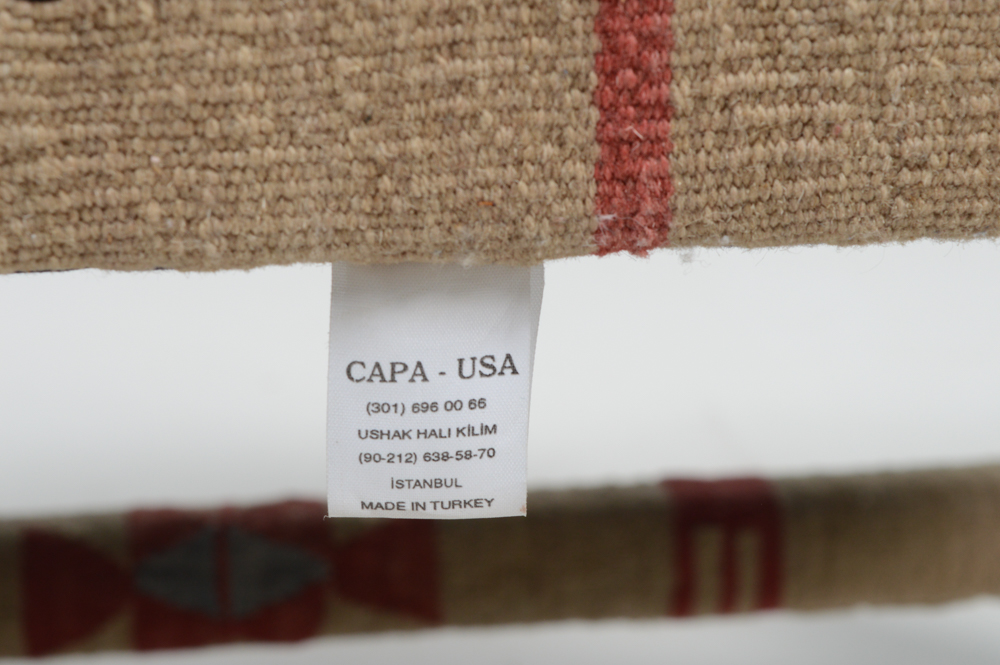 CAPA - USA
(301) 696 00 66
USHAK HALI KİLİM
(90-212) 638-58-70
İSTANBUL
MADE IN TURKEY